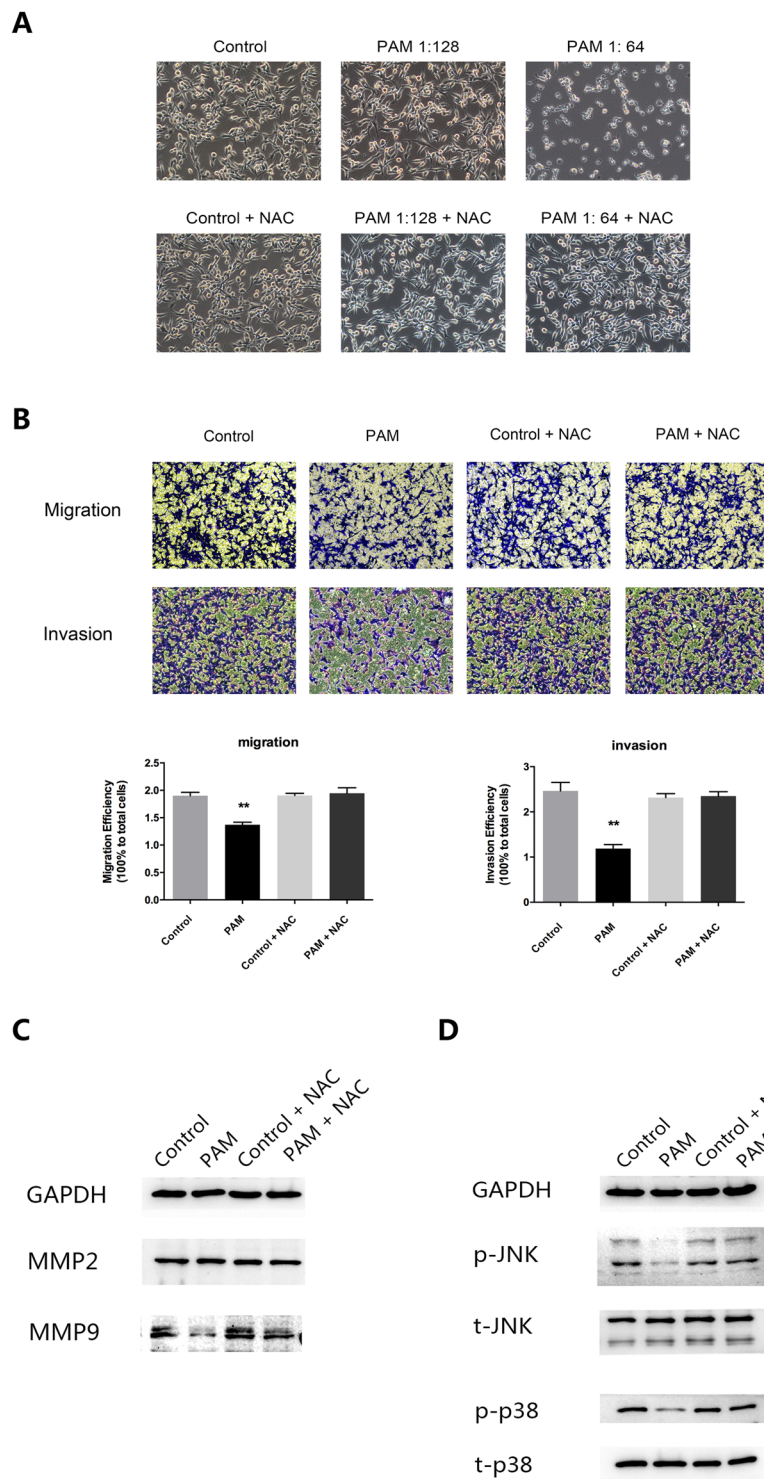 A
Control PAM 1:128 PAM 1: 64
Control + NAC PAM 1:128 + NAC PAM 1: 64 + NAC
B
Control PAM Control + NAC PAM + NAC
Migration
Invasion
migration
Migration Efficiency
(100% to total cells)
2.5
2.0
1.5
1.0
0.5
0.0
**
Control PAM Control + NAC PAM + NAC
invasion
Invasion Efficiency
(100% to total cells)
3
2
1
0
**
Control PAM Control + NAC PAM + NAC
C
Control PAM Control + NAC PAM + NAC
GAPDH
MMP2
MMP9
D
Control PAM Control + N PAM
GAPDH
p-JNK
t-JNK
p-p38
t-p38